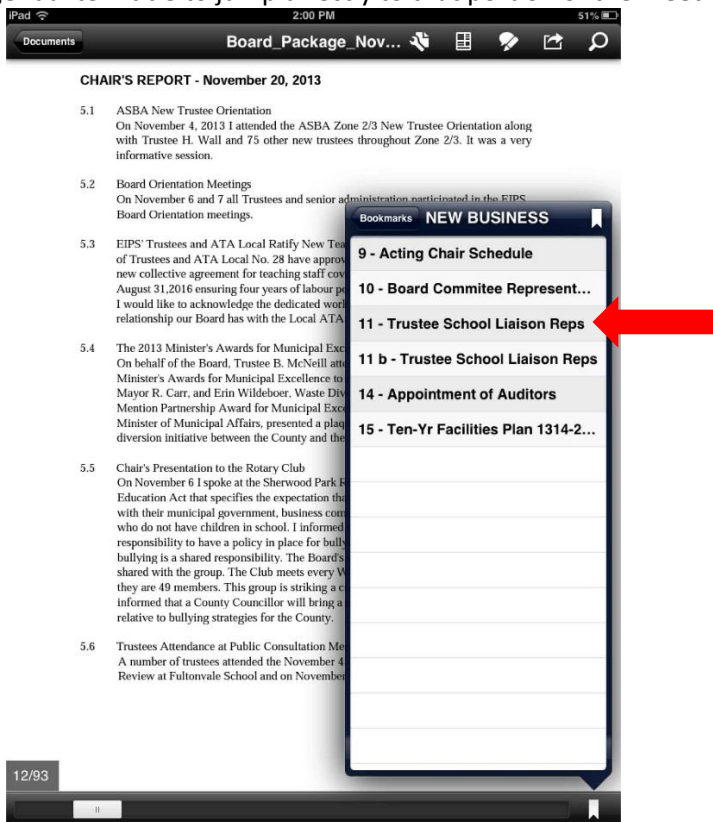 iPad 2:00 PM 51%
Documents Board_Package_Nov...
CHAIR'S REPORT - November 20, 2013
5.1 ASBA New Trustee Orientation
On November 4, 2013 I attended the ASBA Zone 2/3 New Trustee Orientation along
with Trustee H. Wall and 75 other new trustees throughout Zone 2/3. It was a very
informative session.
5.2 Board Orientation Meetings
On November 6 and 7 all Trustees and senior administration participated in the EIPS
Board Orientation meetings.
5.3 EIPS' Trustees and ATA Local Ratify New Tea
of Trustees and ATA Local No. 28 have approv
new collective agreement for teaching staff cov
August 31,2016 ensuring four years of labour pe
I would like to acknowledge the dedicated worl
relationship our Board has with the Local ATA
5.4 The 2013 Minister's Awards for Municipal Exc
On behalf of the Board, Trustee B. McNeill atte
Minister's Awards for Municipal Excellence to
Mayor R. Carr, and Erin Wildeboer, Waste Div
Mention Partnership Award for Municipal Exce
Minister of Municipal Affairs, presented a plaq
diversion initiative between the County and the
5.5 Chair's Presentation to the Rotary Club
On November 6 I spoke at the Sherwood Park R
Education Act that specifies the expectation tha
with their municipal government, business com
who do not have children in school. I informed
responsibility to have a policy in place for bully
bullying is a shared responsibility. The Board's
shared with the group. The Club meets every W
they are 49 members. This group is striking a c
informed that a County Councillor will bring a
relative to bullying strategies for the County.
5.6 Trustees Attendance at Public Consultation Me
A number of trustees attended the November 4
Review at Fultonvale School and on November
Bookmarks NEW BUSINESS
9 - Acting Chair Schedule
10 - Board Commitee Represent...
11 - Trustee School Liaison Reps
11 b - Trustee School Liaison Reps
14 - Appointment of Auditors
15 - Ten-Yr Facilities Plan 1314-2...
12/93